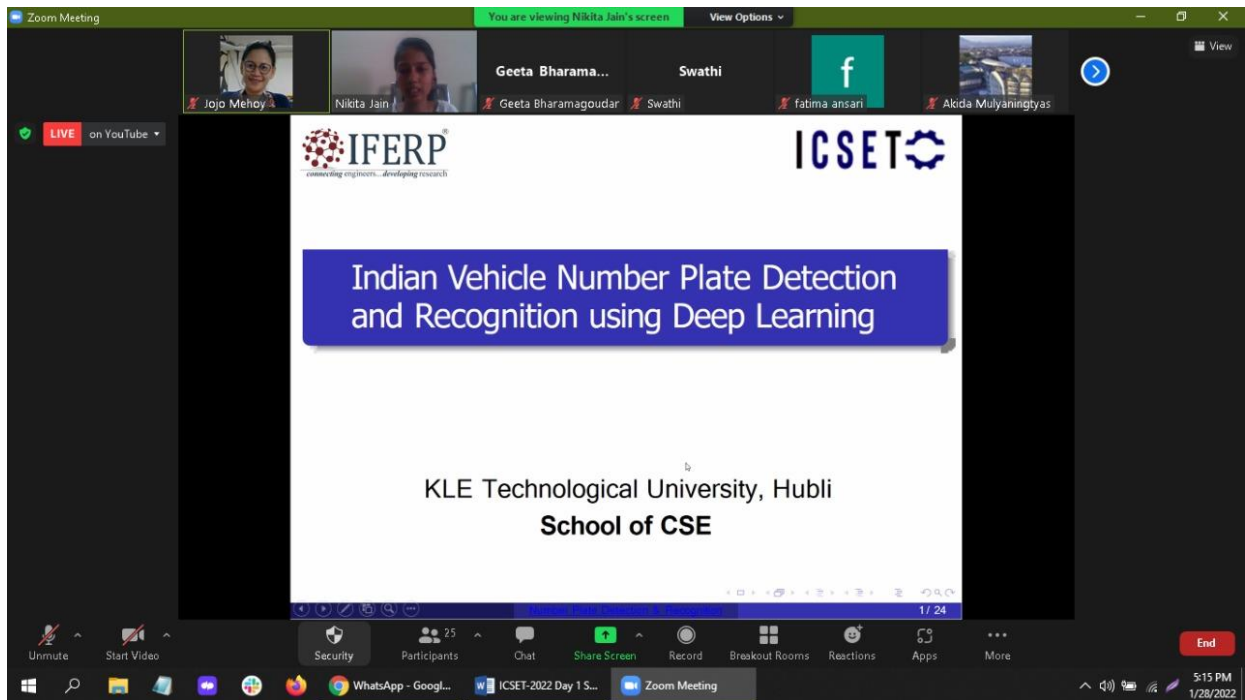 Zoom Meeting
You are viewing Nikita Jain's screen
View Options
View
Jojo Mehoy
Nikita Jain
Geeta Bharama...
Geeta Bharamagoudar
Swathi
Swathi
f
fatima ansari
Akida Mulyaningtyas
LIVE on YouTube
IFERP®
connecting engineers... developing research
ICSET
Indian Vehicle Number Plate Detection
and Recognition using Deep Learning
KLE Technological University, Hubli
School of CSE
Number Plate Detection & Recognition
1 / 24
Unmute
Start Video
Security
25
Participants
Chat
Share Screen
Record
Breakout Rooms
Reactions
Apps
More
End
WhatsApp - Googl...
ICSET-2022 Day 1 S...
Zoom Meeting
5:15 PM
1/28/2022